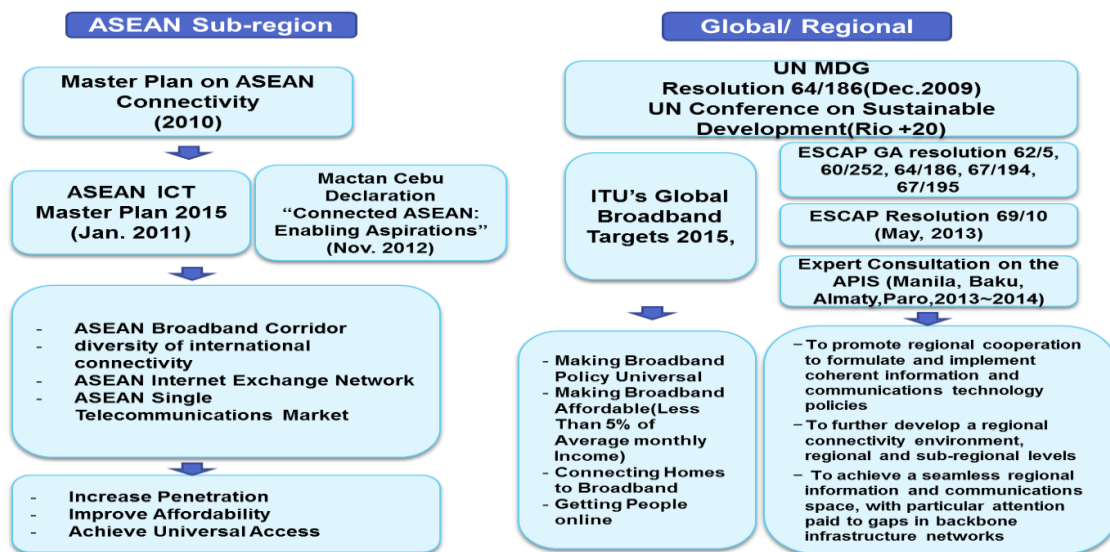 ASEAN Sub-region
Master Plan on ASEAN
Connectivity
(2010)
ASEAN ICT
Master Plan 2015
(Jan. 2011)
Mactan Cebu
Declaration
“Connected ASEAN:
Enabling Aspirations”
(Nov. 2012)
- ASEAN Broadband Corridor
- diversity of international
connectivity
- ASEAN Internet Exchange Network
- ASEAN Single
Telecommunications Market
- Increase Penetration
- Improve Affordability
- Achieve Universal Access
Global/ Regional
UN MDG
Resolution 64/186(Dec.2009)
UN Conference on Sustainable
Development(Rio +20)
ITU’s Global
Broadband
Targets 2015,
ESCAP GA resolution 62/5,
60/252, 64/186, 67/194,
67/195
ESCAP Resolution 69/10
(May, 2013)
Expert Consultation on the
APIS (Manila, Baku,
Almaty,Paro,2013~2014)
- Making Broadband
Policy Universal
- Making Broadband
Affordable(Less
Than 5% of
Average monthly
Income)
- Connecting Homes
to Broadband
- Getting People
online
– To promote regional cooperation
to formulate and implement
coherent information and
communications technology
policies
– To further develop a regional
connectivity environment,
regional and sub-regional levels
– To achieve a seamless regional
information and communications
space, with particular attention
paid to gaps in backbone
infrastructure networks